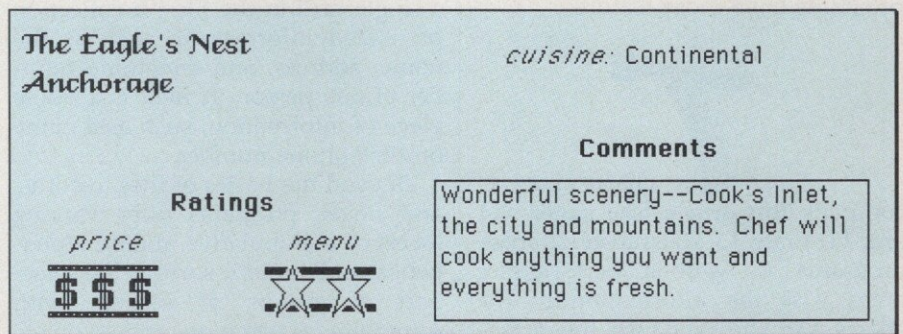 The Eagle's Nest
Anchorage
cuisine: Continental
Comments
Wonderful scenery--Cook's Inlet,
the city and mountains. Chef will
cook anything you want and
everything is fresh.
Ratings
price menu
$ $ $